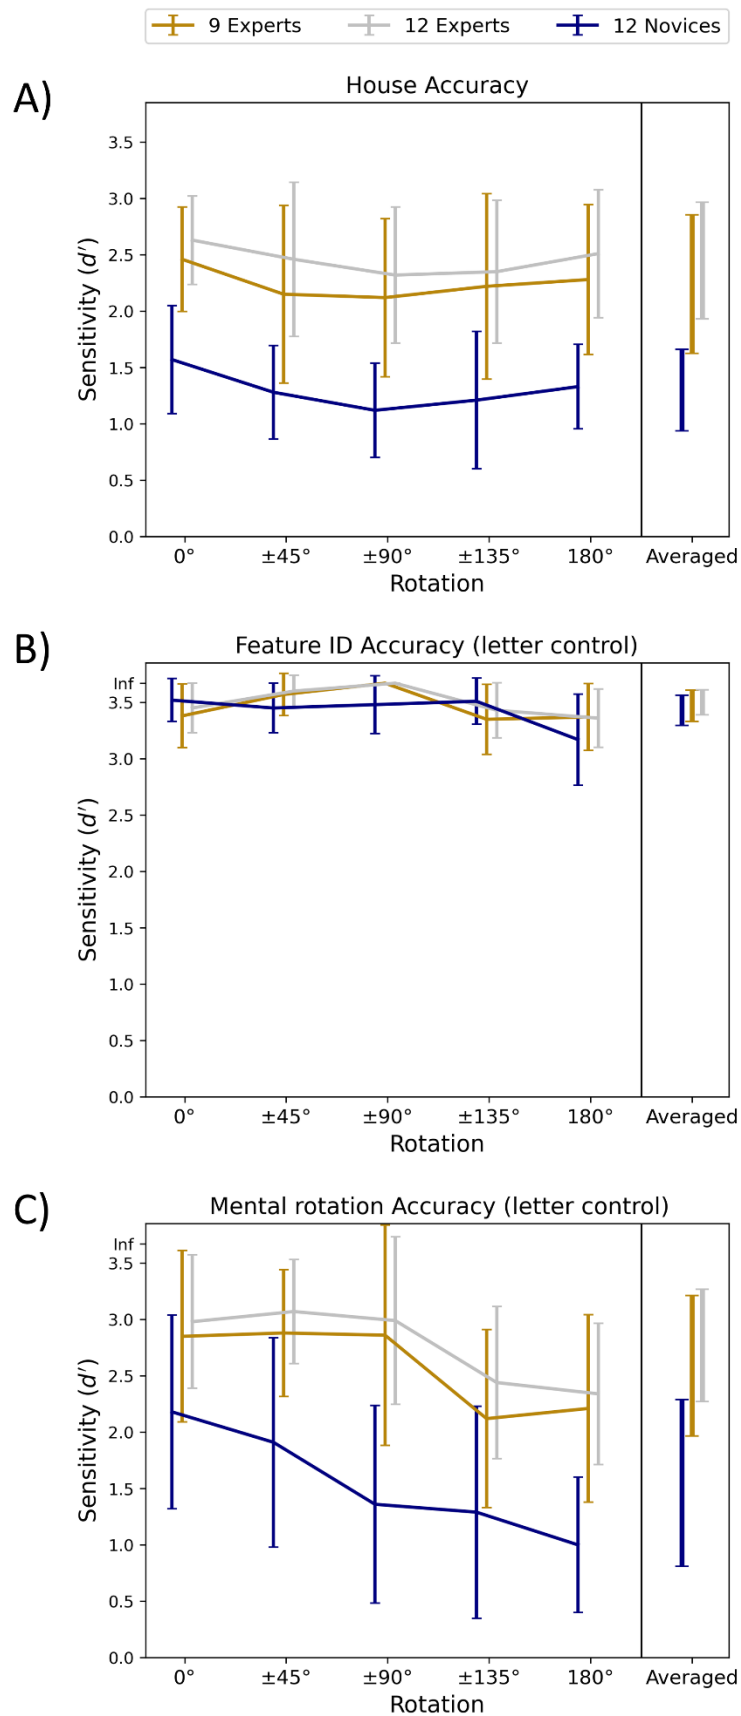 9 Experts 12 Experts 12 Novices
A)
House Accuracy
Sensitivity (d′)
3.5
3.0
2.5
2.0
1.5
1.0
0.5
0.0
0° ±45° ±90° ±135° 180° Averaged
Rotation
B)
Feature ID Accuracy (letter control)
Sensitivity (d′)
Inf
3.5
3.0
2.5
2.0
1.5
1.0
0.5
0.0
0° ±45° ±90° ±135° 180° Averaged
Rotation
C)
Mental rotation Accuracy (letter control)
Sensitivity (d′)
Inf
3.5
3.0
2.5
2.0
1.5
1.0
0.5
0.0
0° ±45° ±90° ±135° 180° Averaged
Rotation